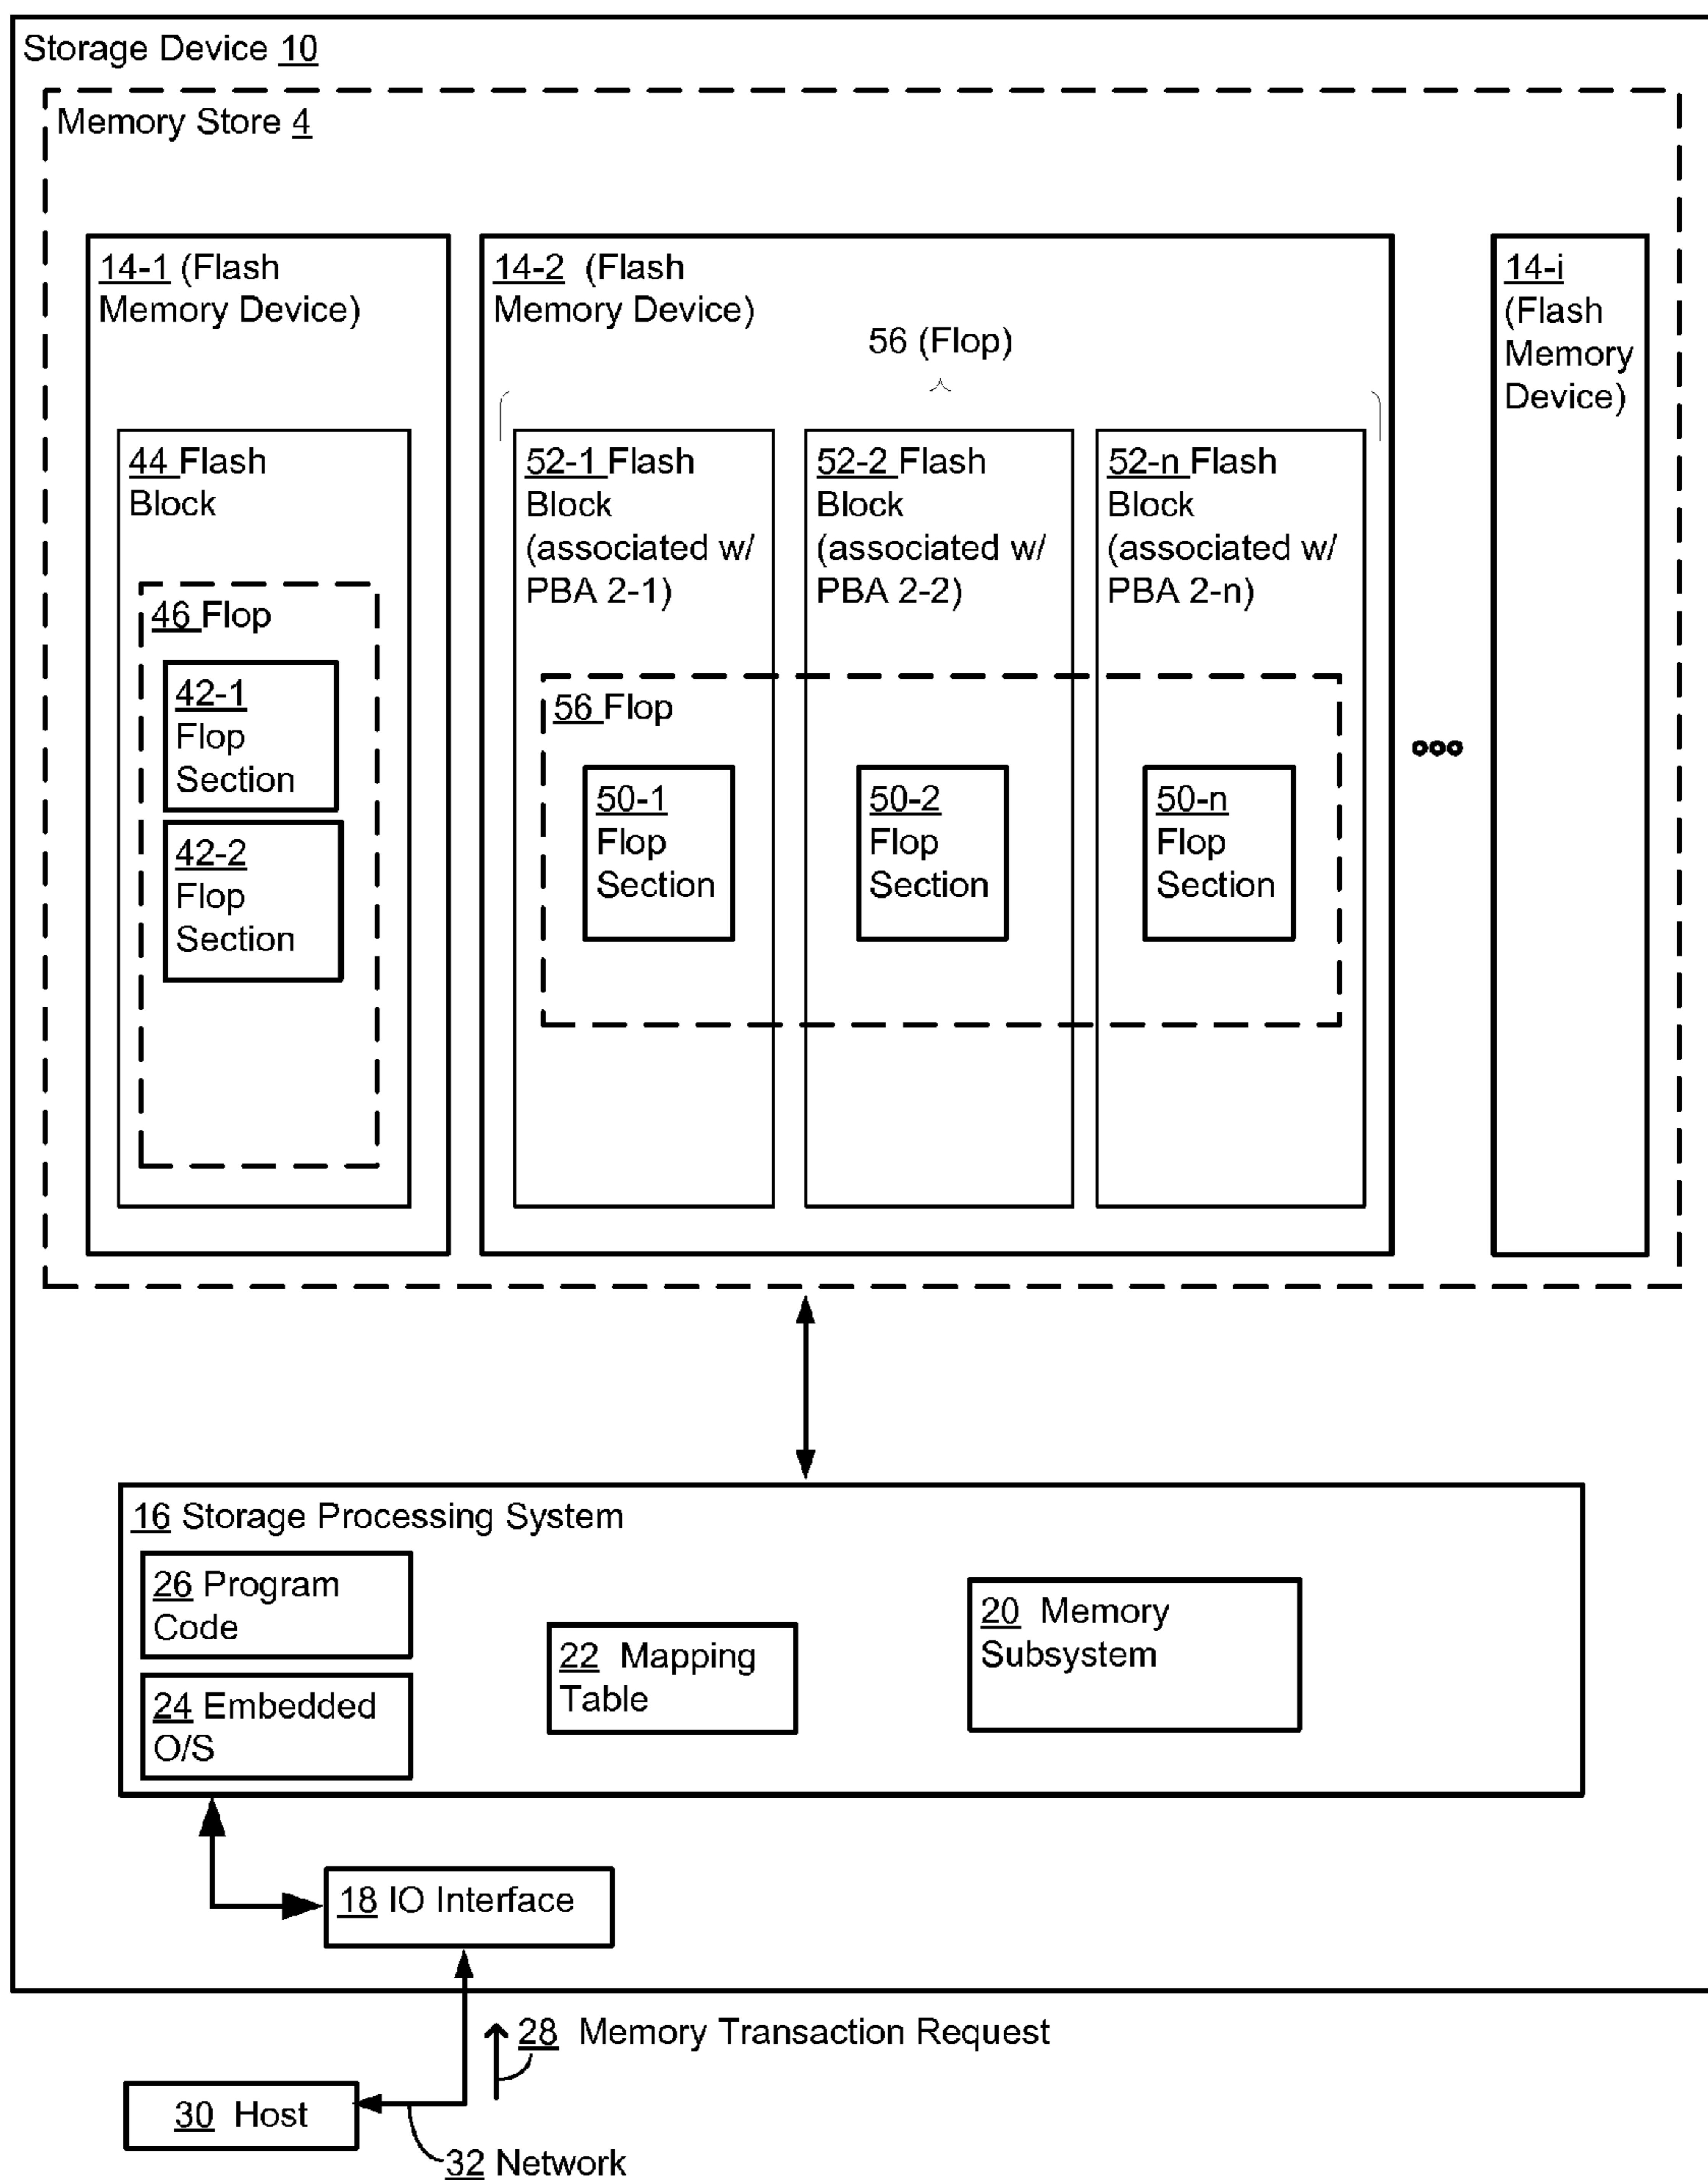 Storage Device 10
Memory Store 4
14-1 (Flash
Memory Device)
44 Flash
Block
46 Flop
42-1
Flop
Section
42-2
Flop
Section
14-2 (Flash
Memory Device)
56 (Flop)
52-1 Flash
Block
(associated w/
PBA 2-1)
52-2 Flash
Block
(associated w/
PBA 2-2)
52-n Flash
Block
(associated w/
PBA 2-n)
56 Flop
50-1
Flop
Section
50-2
Flop
Section
50-n
Flop
Section
14-i
(Flash
Memory
Device)
16 Storage Processing System
26 Program
Code
24 Embedded
O/S
22 Mapping
Table
20 Memory
Subsystem
18 IO Interface
28 Memory Transaction Request
30 Host
32 Network